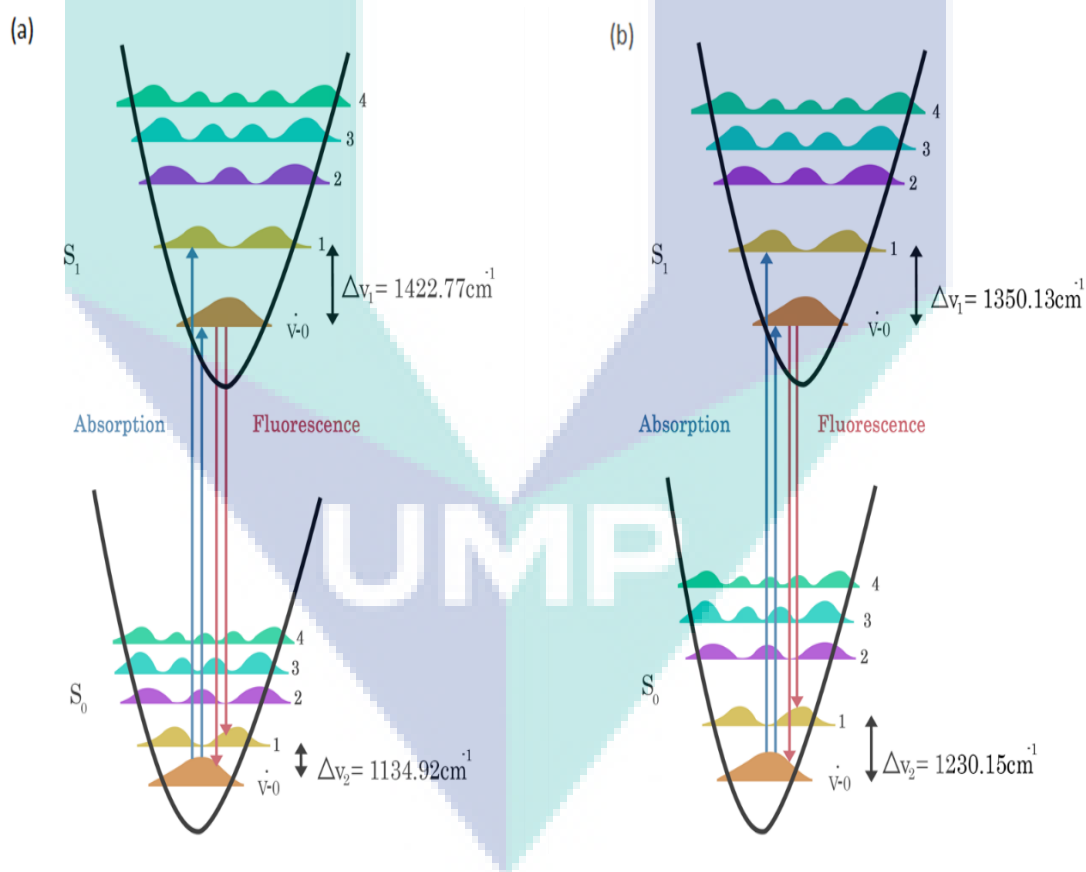 (a)
4
3
2
1
S₁
Δv₁= 1422.77cm⁻¹
v̇-0
Absorption
Fluorescence
4
3
2
S₀
1
Δv₂= 1134.92cm⁻¹
v̇-0
(b)
4
3
2
1
S₁
Δv₁= 1350.13cm⁻¹
v̇-0
Absorption
Fluorescence
4
3
2
S₀
1
Δv₂= 1230.15cm⁻¹
v̇-0
UMP